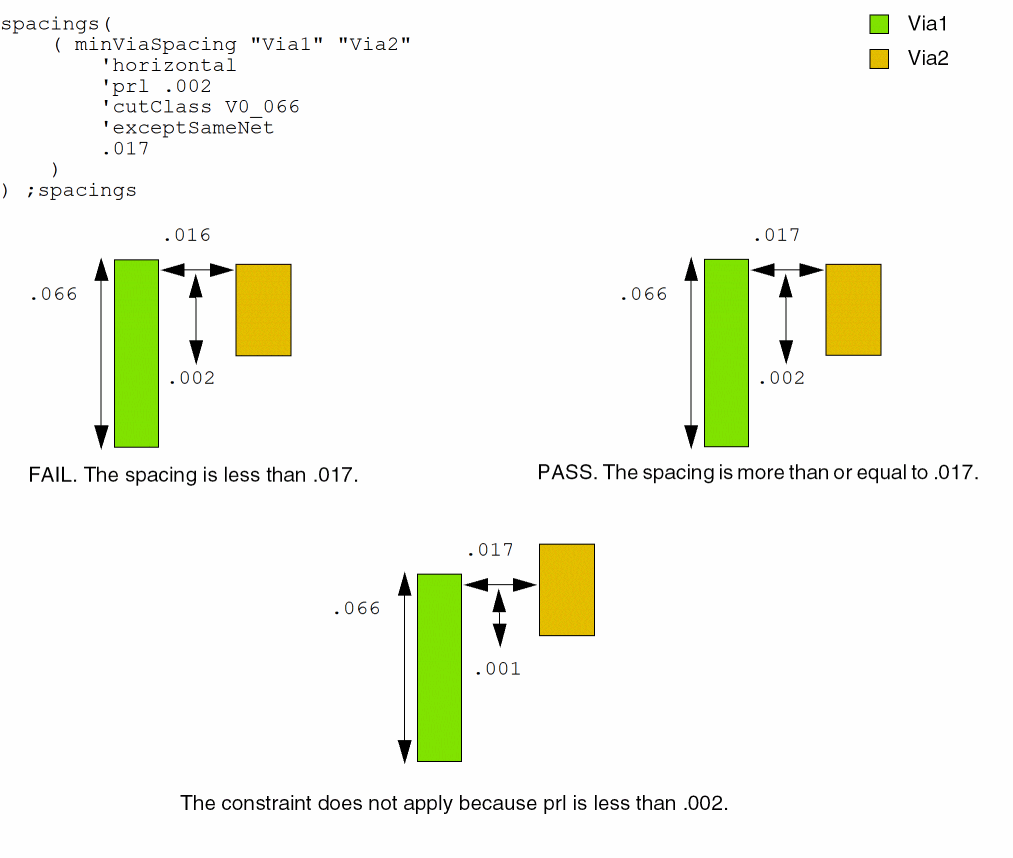 spacings(
( minViaSpacing "Via1" "Via2"
'horizontal
'prl .002
'cutClass V0_066
'exceptSameNet
.017
)
) ;spacings
Via1
Via2
.016
.066
.002
FAIL. The spacing is less than .017.
.017
.066
.002
PASS. The spacing is more than or equal to .017.
.017
.066
.001
The constraint does not apply because prl is less than .002.